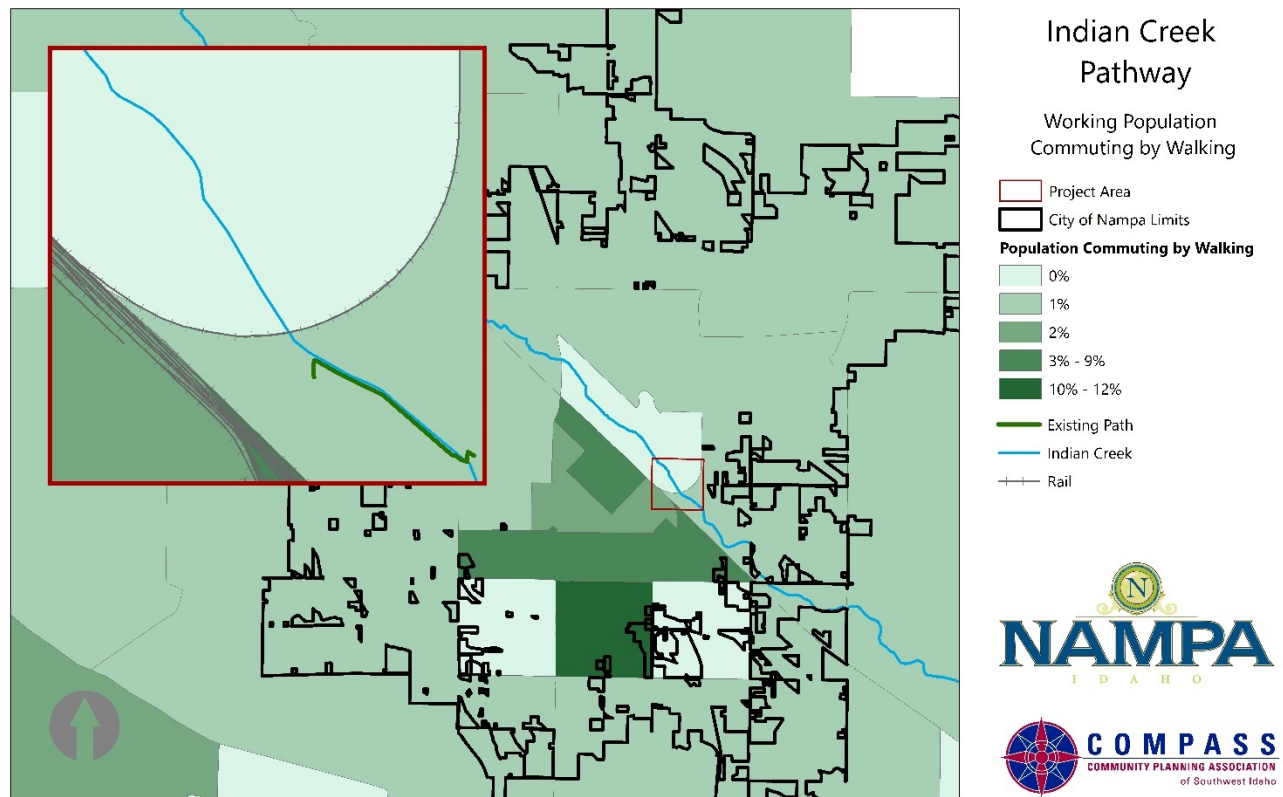 Indian Creek
Pathway
Working Population
Commuting by Walking
Project Area
City of Nampa Limits
Population Commuting by Walking
0%
1%
2%
3% - 9%
10% - 12%
Existing Path
Indian Creek
Rail
N
NAMPA
IDAHO
COMPASS
COMMUNITY PLANNING ASSOCIATION
of Southwest Idaho